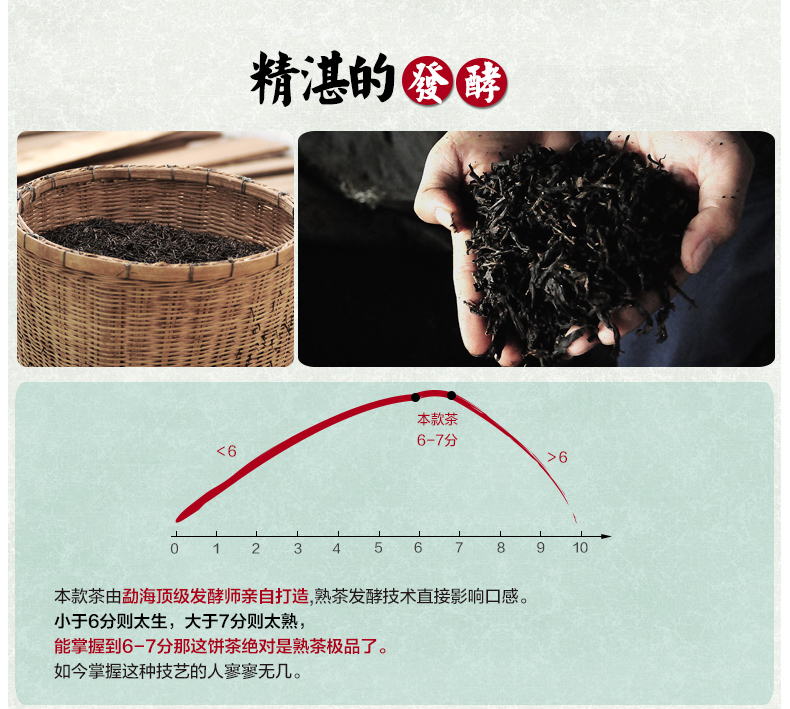 精湛的發酵
本款茶
6-7分
<6
>6
0 1 2 3 4 5 6 7 8 9 10
本款茶由勐海顶级发酵师亲自打造,熟茶发酵技术直接影响口感。
小于6分则太生，大于7分则太熟，
能掌握到6-7分那这饼茶绝对是熟茶极品了。
如今掌握这种技艺的人寥寥无几。